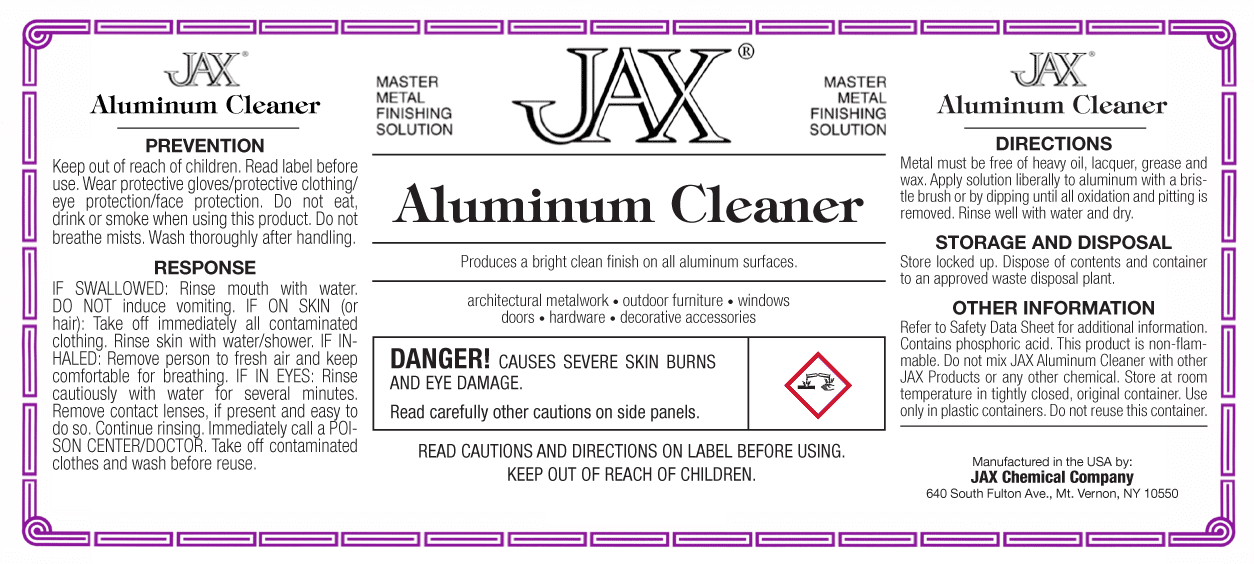 JAX®
Aluminum Cleaner
PREVENTION
Keep out of reach of children. Read label before
use. Wear protective gloves/protective clothing/
eye protection/face protection. Do not eat,
drink or smoke when using this product. Do not
breathe mists. Wash thoroughly after handling.
RESPONSE
IF SWALLOWED: Rinse mouth with water.
DO NOT induce vomiting. IF ON SKIN (or
hair): Take off immediately all contaminated
clothing. Rinse skin with water/shower. IF IN-
HALED: Remove person to fresh air and keep
comfortable for breathing. IF IN EYES: Rinse
cautiously with water for several minutes.
Remove contact lenses, if present and easy to
do so. Continue rinsing. Immediately call a POI-
SON CENTER/DOCTOR. Take off contaminated
clothes and wash before reuse.
MASTER
METAL
FINISHING
SOLUTION
JAX®
MASTER
METAL
FINISHING
SOLUTION
Aluminum Cleaner
Produces a bright clean finish on all aluminum surfaces.
architectural metalwork • outdoor furniture • windows
doors • hardware • decorative accessories
DANGER! CAUSES SEVERE SKIN BURNS
AND EYE DAMAGE.
Read carefully other cautions on side panels.
READ CAUTIONS AND DIRECTIONS ON LABEL BEFORE USING.
KEEP OUT OF REACH OF CHILDREN.
JAX®
Aluminum Cleaner
DIRECTIONS
Metal must be free of heavy oil, lacquer, grease and
wax. Apply solution liberally to aluminum with a bris-
tle brush or by dipping until all oxidation and pitting is
removed. Rinse well with water and dry.
STORAGE AND DISPOSAL
Store locked up. Dispose of contents and container
to an approved waste disposal plant.
OTHER INFORMATION
Refer to Safety Data Sheet for additional information.
Contains phosphoric acid. This product is non-flam-
mable. Do not mix JAX Aluminum Cleaner with other
JAX Products or any other chemical. Store at room
temperature in tightly closed, original container. Use
only in plastic containers. Do not reuse this container.
Manufactured in the USA by:
JAX Chemical Company
640 South Fulton Ave., Mt. Vernon, NY 10550